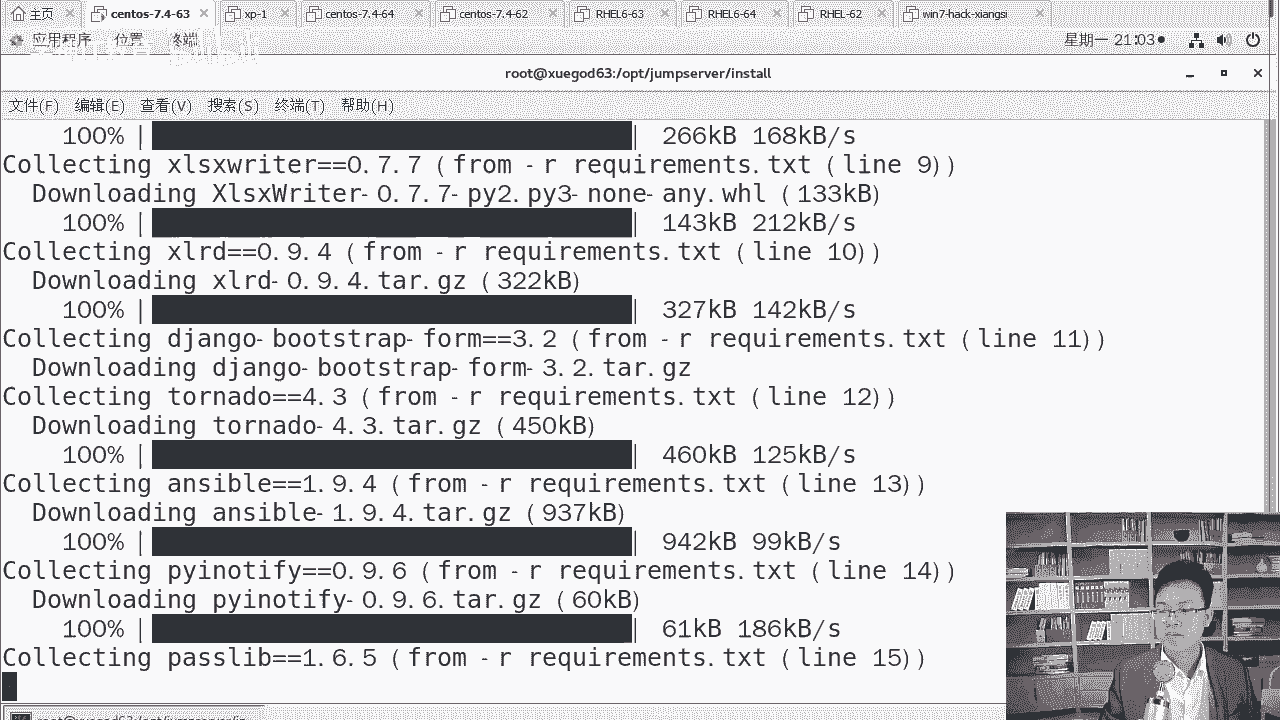 主页 centos-7.4-63 xp-1 centos-7.4-64 centos-7.4-62 RHEL6-63 RHEL6-64 RHEL-62 win7-hack-xiangsi
应用程序 位置 终端 星期一 21:03
root@xuegod63:/opt/jumpserver/install
文件(F) 编辑(E) 查看(V) 搜索(S) 终端(T) 帮助(H)
100% | 266kB 168kB/s
Collecting xlsxwriter==0.7.7 (from -r requirements.txt (line 9))
Downloading XlsxWriter-0.7.7-py2.py3-none-any.whl (133kB)
100% | 143kB 212kB/s
Collecting xlrd==0.9.4 (from -r requirements.txt (line 10))
Downloading xlrd-0.9.4.tar.gz (322kB)
100% | 327kB 142kB/s
Collecting django-bootstrap-form==3.2 (from -r requirements.txt (line 11))
Downloading django-bootstrap-form-3.2.tar.gz
Collecting tornado==4.3 (from -r requirements.txt (line 12))
Downloading tornado-4.3.tar.gz (450kB)
100% | 460kB 125kB/s
Collecting ansible==1.9.4 (from -r requirements.txt (line 13))
Downloading ansible-1.9.4.tar.gz (937kB)
100% | 942kB 99kB/s
Collecting pyinotify==0.9.6 (from -r requirements.txt (line 14))
Downloading pyinotify-0.9.6.tar.gz (60kB)
100% | 61kB 186kB/s
Collecting passlib==1.6.5 (from -r requirements.txt (line 15))